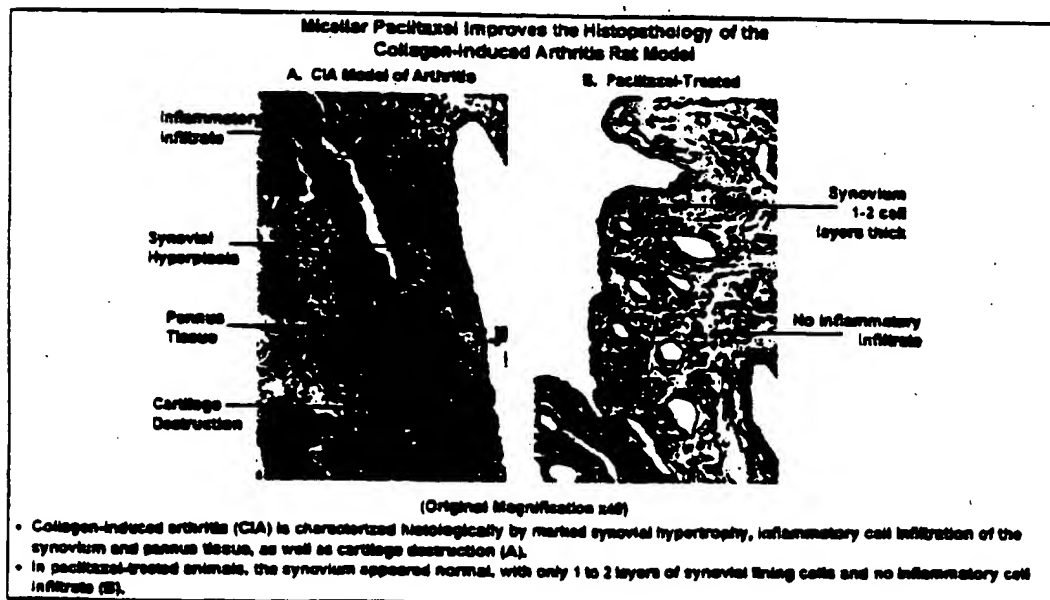 Micellar Paclitaxel Improves the Histopathology of the
Collagen-Induced Arthritis Rat Model
A. CIA Model of Arthritis
B. Paclitaxel-Treated
Inflammatory
Infiltrate
Synovial
Hyperplasia
Pannus
Tissue
Cartilage
Destruction
Synovium
1-2 cell
layers thick
No Inflammatory
Infiltrate
(Original Magnification x40)
• Collagen-induced arthritis (CIA) is characterized histologically by marked synovial hypertrophy, inflammatory cell infiltration of the
synovium and pannus tissue, as well as cartilage destruction (A).
• In paclitaxel-treated animals, the synovium appeared normal, with only 1 to 2 layers of synovial lining cells and no inflammatory cell
infiltrate (B).